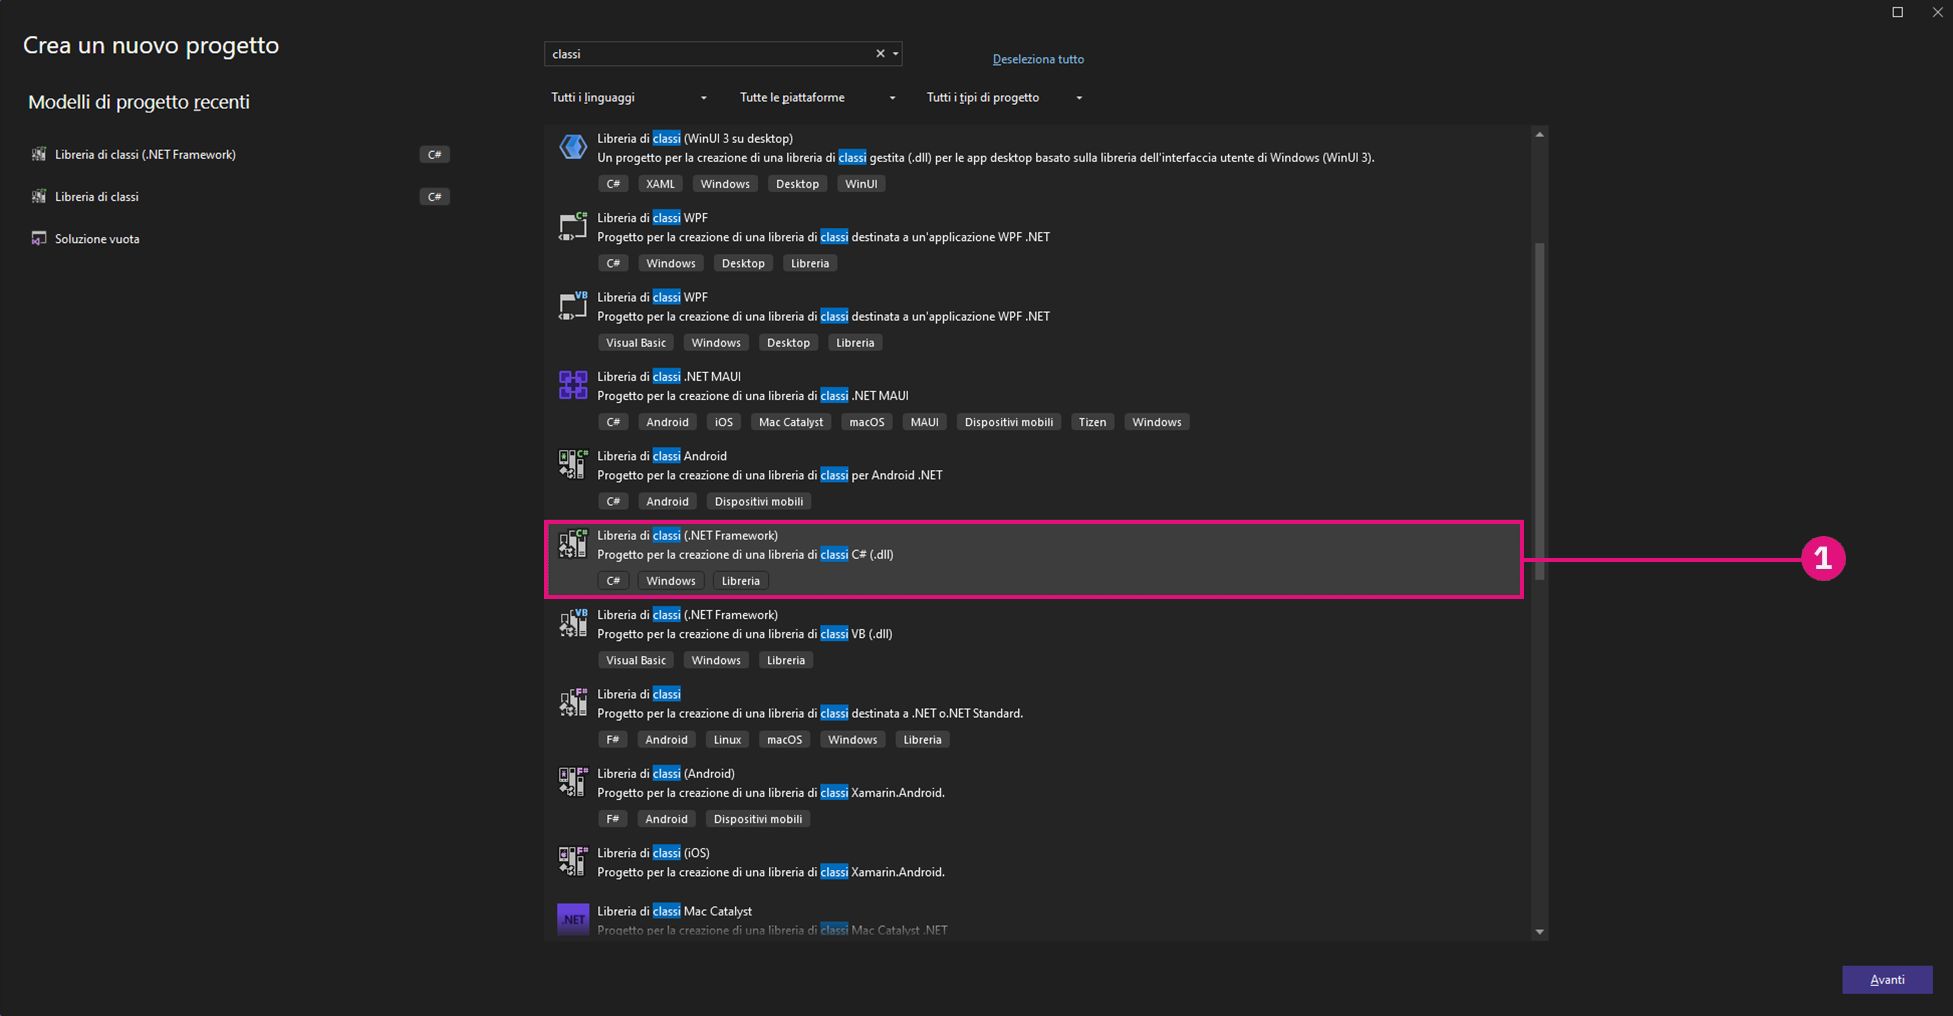 Crea un nuovo progetto
Modelli di progetto recenti
Libreria di classi (.NET Framework) C#
Libreria di classi C#
Soluzione vuota
classi
Deseleziona tutto
Tutti i linguaggi Tutte le piattaforme Tutti i tipi di progetto
Libreria di classi (WinUI 3 su desktop)
Un progetto per la creazione di una libreria di classi gestita (.dll) per le app desktop basato sulla libreria dell'interfaccia utente di Windows (WinUI 3).
C# XAML Windows Desktop WinUI
C#
Libreria di classi WPF
Progetto per la creazione di una libreria di classi destinata a un'applicazione WPF .NET
C# Windows Desktop Libreria
VB
Libreria di classi WPF
Progetto per la creazione di una libreria di classi destinata a un'applicazione WPF .NET
Visual Basic Windows Desktop Libreria
Libreria di classi .NET MAUI
Progetto per la creazione di una libreria di classi .NET MAUI
C# Android iOS Mac Catalyst macOS MAUI Dispositivi mobili Tizen Windows
C#
Libreria di classi Android
Progetto per la creazione di una libreria di classi per Android .NET
C# Android Dispositivi mobili
C#
Libreria di classi (.NET Framework)
Progetto per la creazione di una libreria di classi C# (.dll)
C# Windows Libreria
1
VB
Libreria di classi (.NET Framework)
Progetto per la creazione di una libreria di classi VB (.dll)
Visual Basic Windows Libreria
F#
Libreria di classi
Progetto per la creazione di una libreria di classi destinata a .NET o.NET Standard.
F# Android Linux macOS Windows Libreria
F#
Libreria di classi (Android)
Progetto per la creazione di una libreria di classi Xamarin.Android.
F# Android Dispositivi mobili
F#
Libreria di classi (iOS)
Progetto per la creazione di una libreria di classi Xamarin.Android.
.NET
Libreria di classi Mac Catalyst
Progetto per la creazione di una libreria di classi Mac Catalyst .NET
Avanti